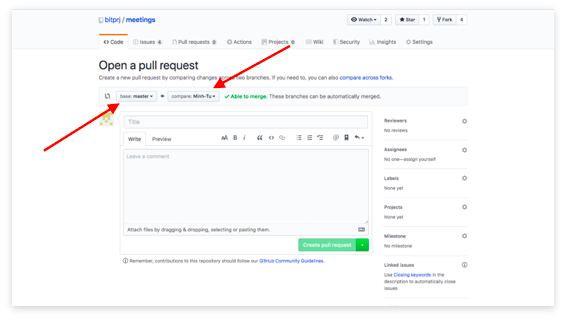 bitprj / meetings
Watch 2 Star 1 Fork 4
Code Issues 4 Pull requests 0 Actions Projects 0 Wiki Security Insights Settings
Open a pull request
Create a new pull request by comparing changes across two branches. If you need to, you can also compare across forks.
base: master compare: Minh-Tu Able to merge. These branches can be automatically merged.
Title
Write Preview
AA B i
Leave a comment
Attach files by dragging & dropping, selecting or pasting them.
Create pull request
Remember, contributions to this repository should follow our GitHub Community Guidelines.
Reviewers
No reviews
Assignees
No one—assign yourself
Labels
None yet
Projects
None yet
Milestone
No milestone
Linked issues
Use Closing keywords in the
description to automatically close
issues